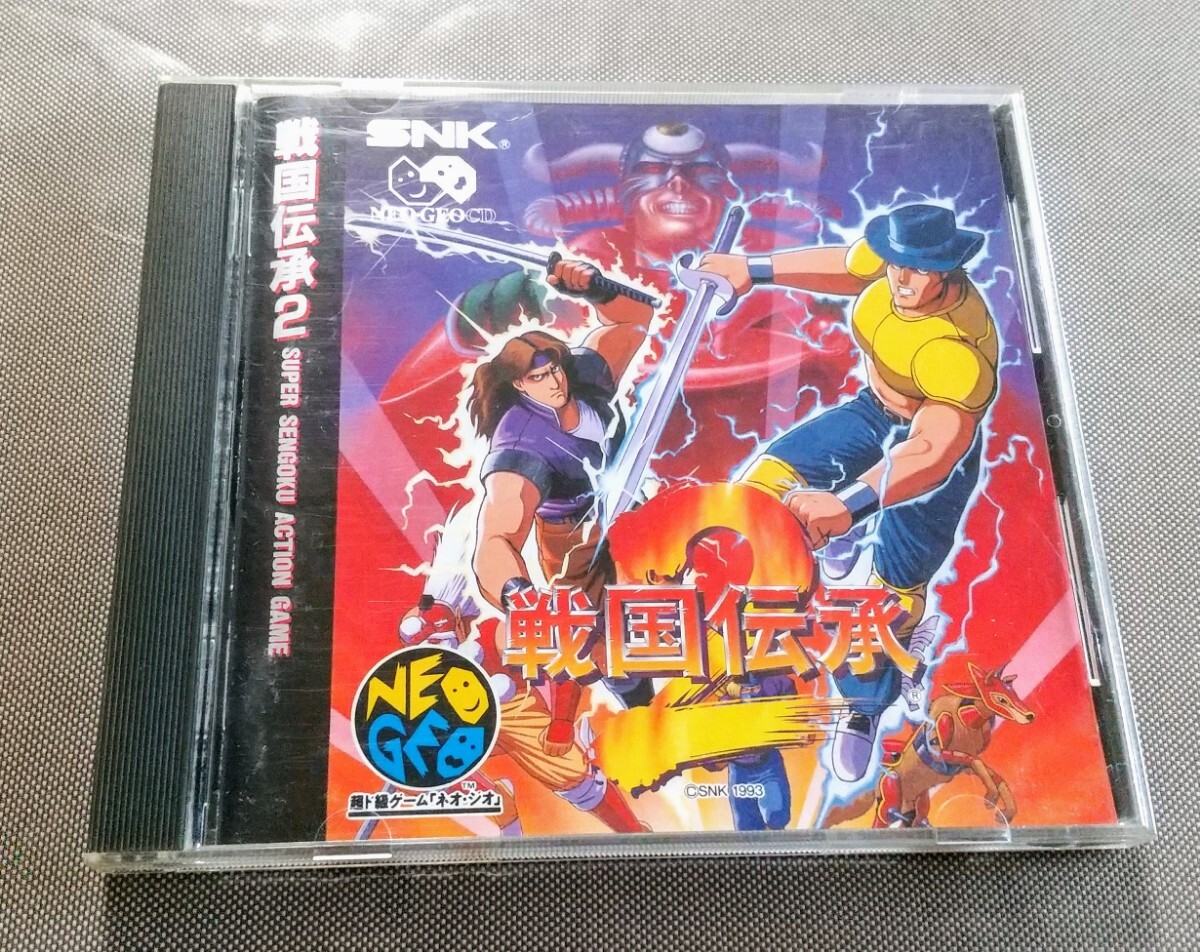 戦国伝承2 SUPER SENGOKU ACTION GAME
SNK®
NEO·GEO CD
2
戦国伝承®
NEO
GEO
TM
超ド級ゲーム「ネオ・ジオ」
©SNK 1993